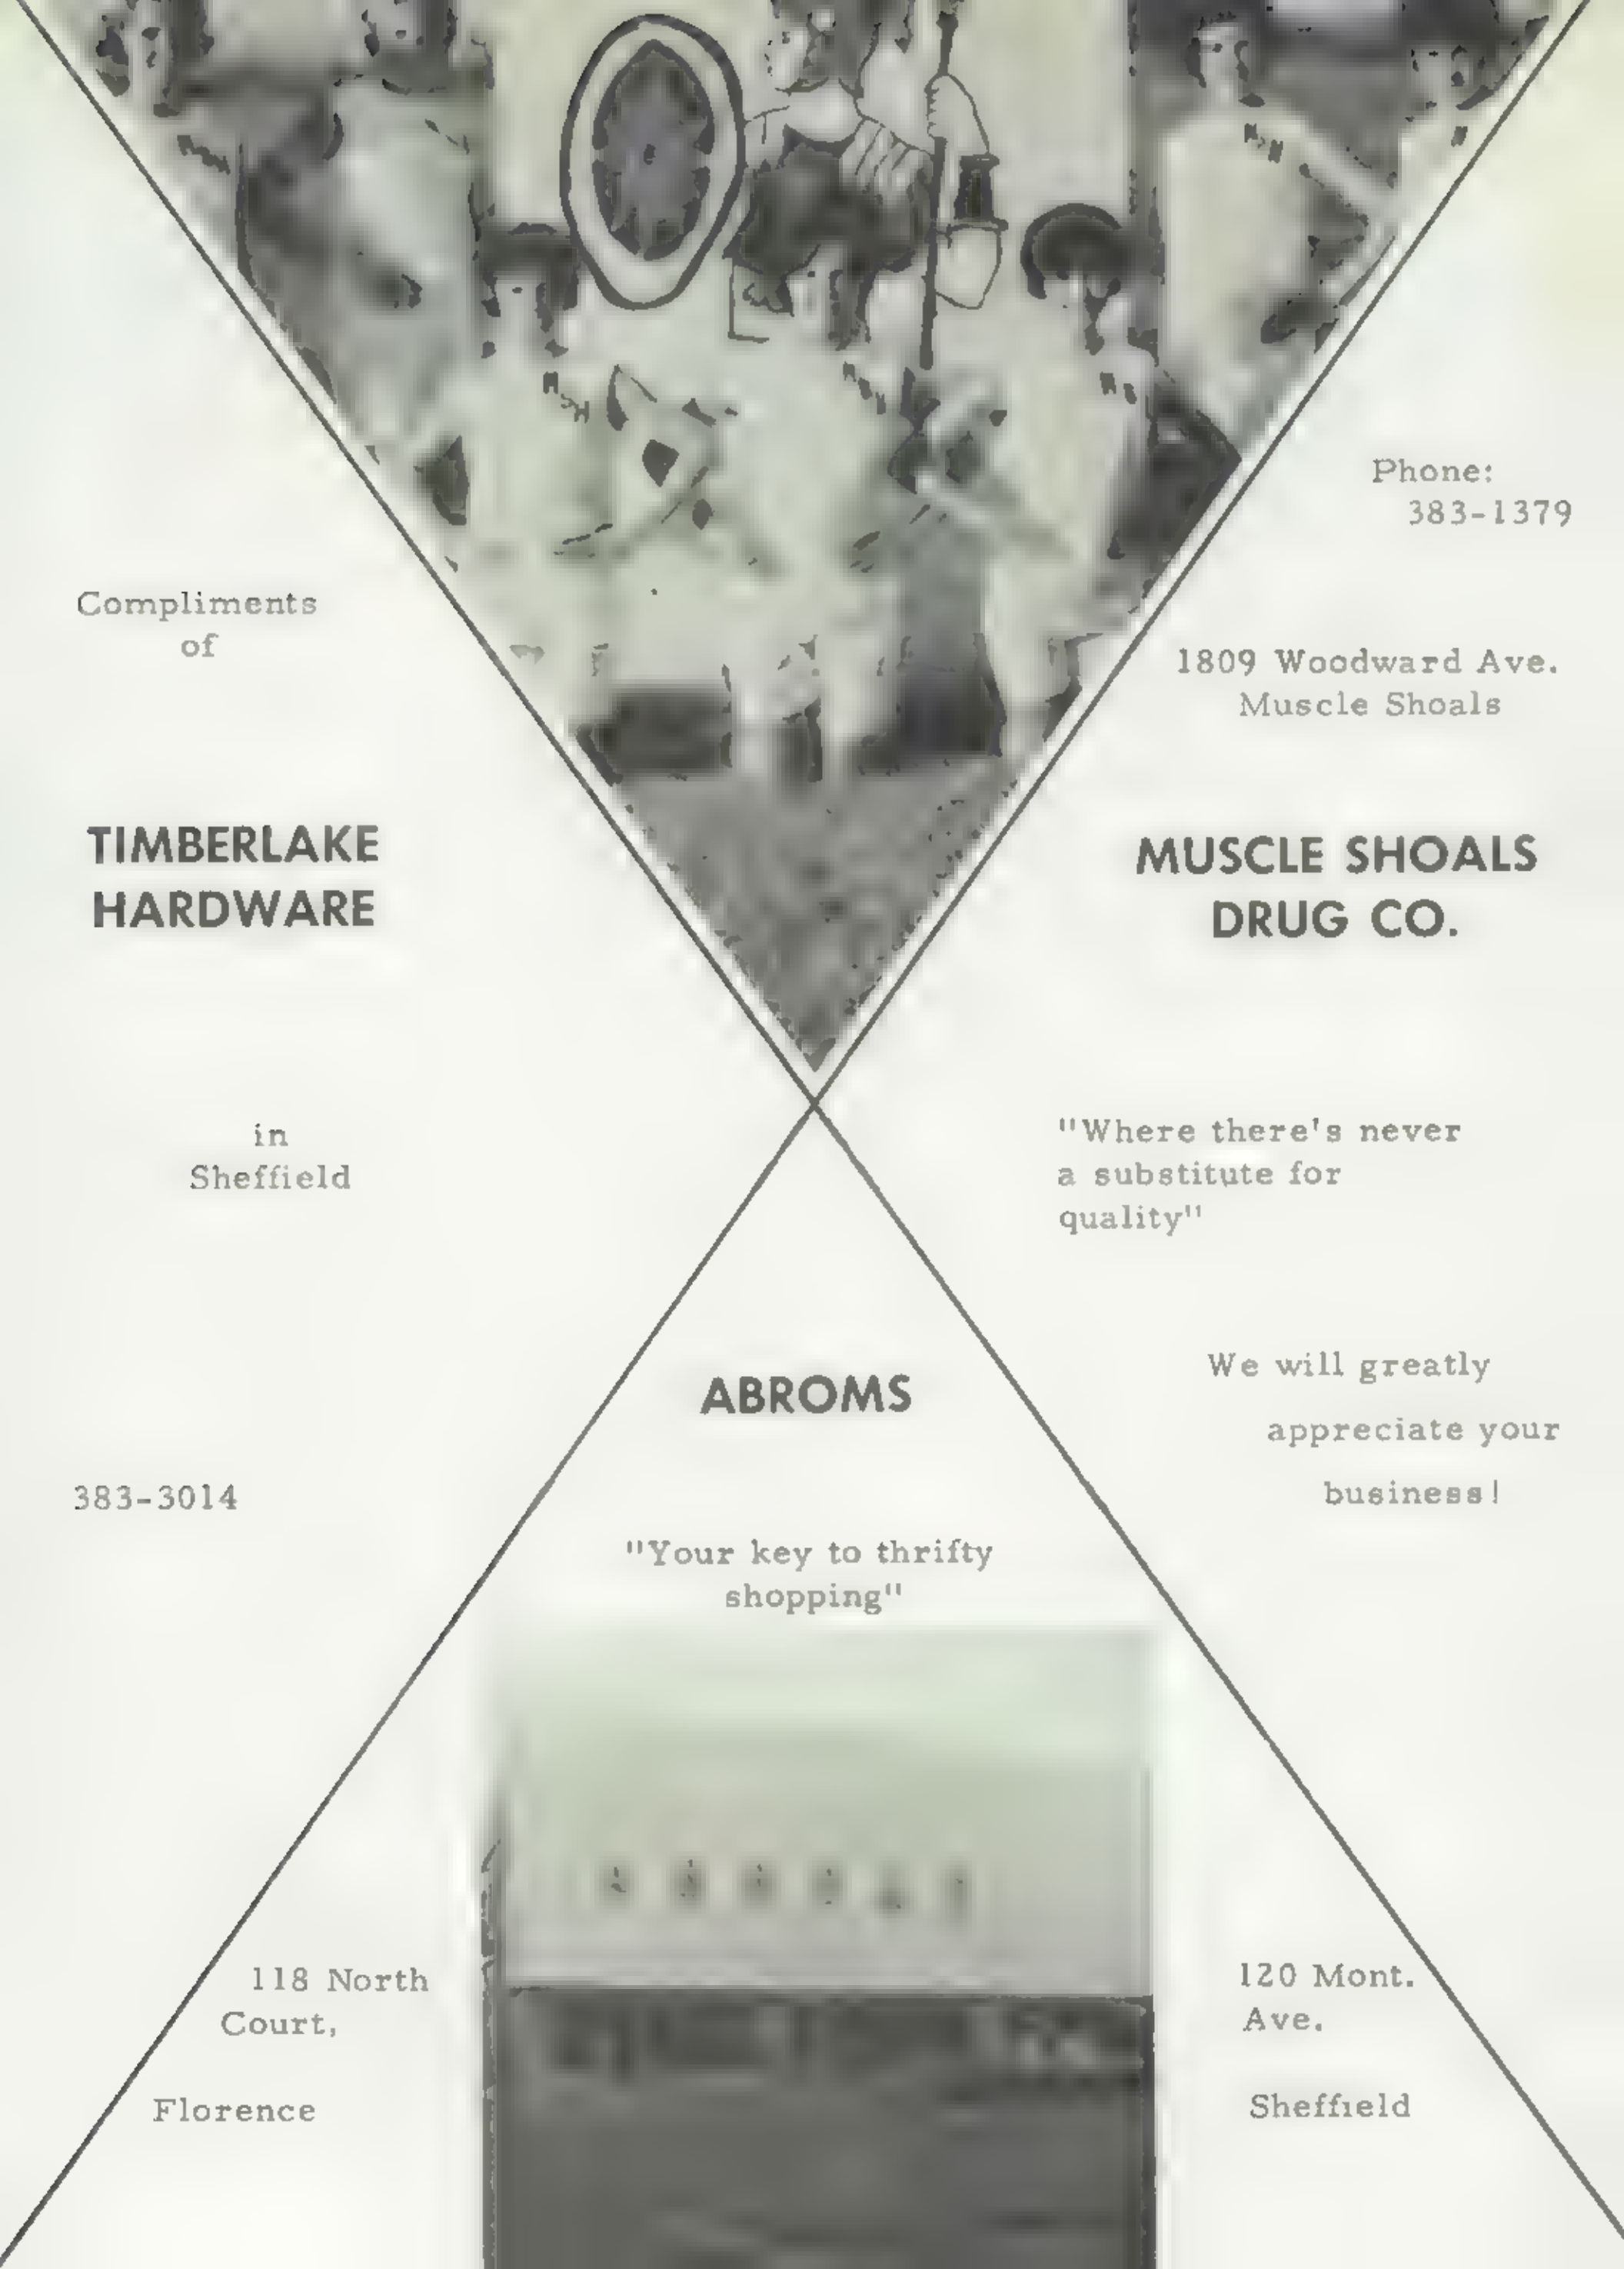 Compliments
of
TIMBERLAKE
HARDWARE
in
Sheffield
383-3014
Phone:
383-1379
1809 Woodward Ave.
Muscle Shoals
MUSCLE SHOALS
DRUG CO.
"Where there's never
a substitute for
quality"
We will greatly
appreciate your
business!
ABROMS
"Your key to thrifty
shopping"
118 North
Court,
Florence
120 Mont.
Ave.
Sheffield